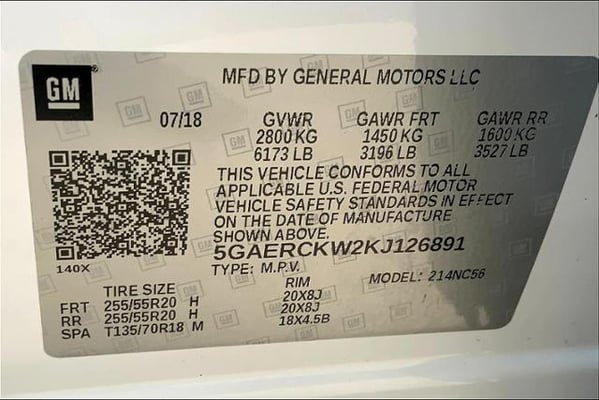 GM
MFD BY GENERAL MOTORS LLC
07/18 GVWR GAWR FRT GAWR RR
2800 KG 1450 KG 1600 KG
6173 LB 3196 LB 3527 LB
THIS VEHICLE CONFORMS TO ALL
APPLICABLE U.S. FEDERAL MOTOR
VEHICLE SAFETY STANDARDS IN EFFECT
ON THE DATE OF MANUFACTURE
SHOWN ABOVE.
5GAERCKW2KJ126891
140X TYPE: M.P.V. MODEL: 214NC56
TIRE SIZE RIM
FRT 255/55R20 H 20X8J
RR 255/55R20 H 20X8J
SPA T135/70R18 M 18X4.5B